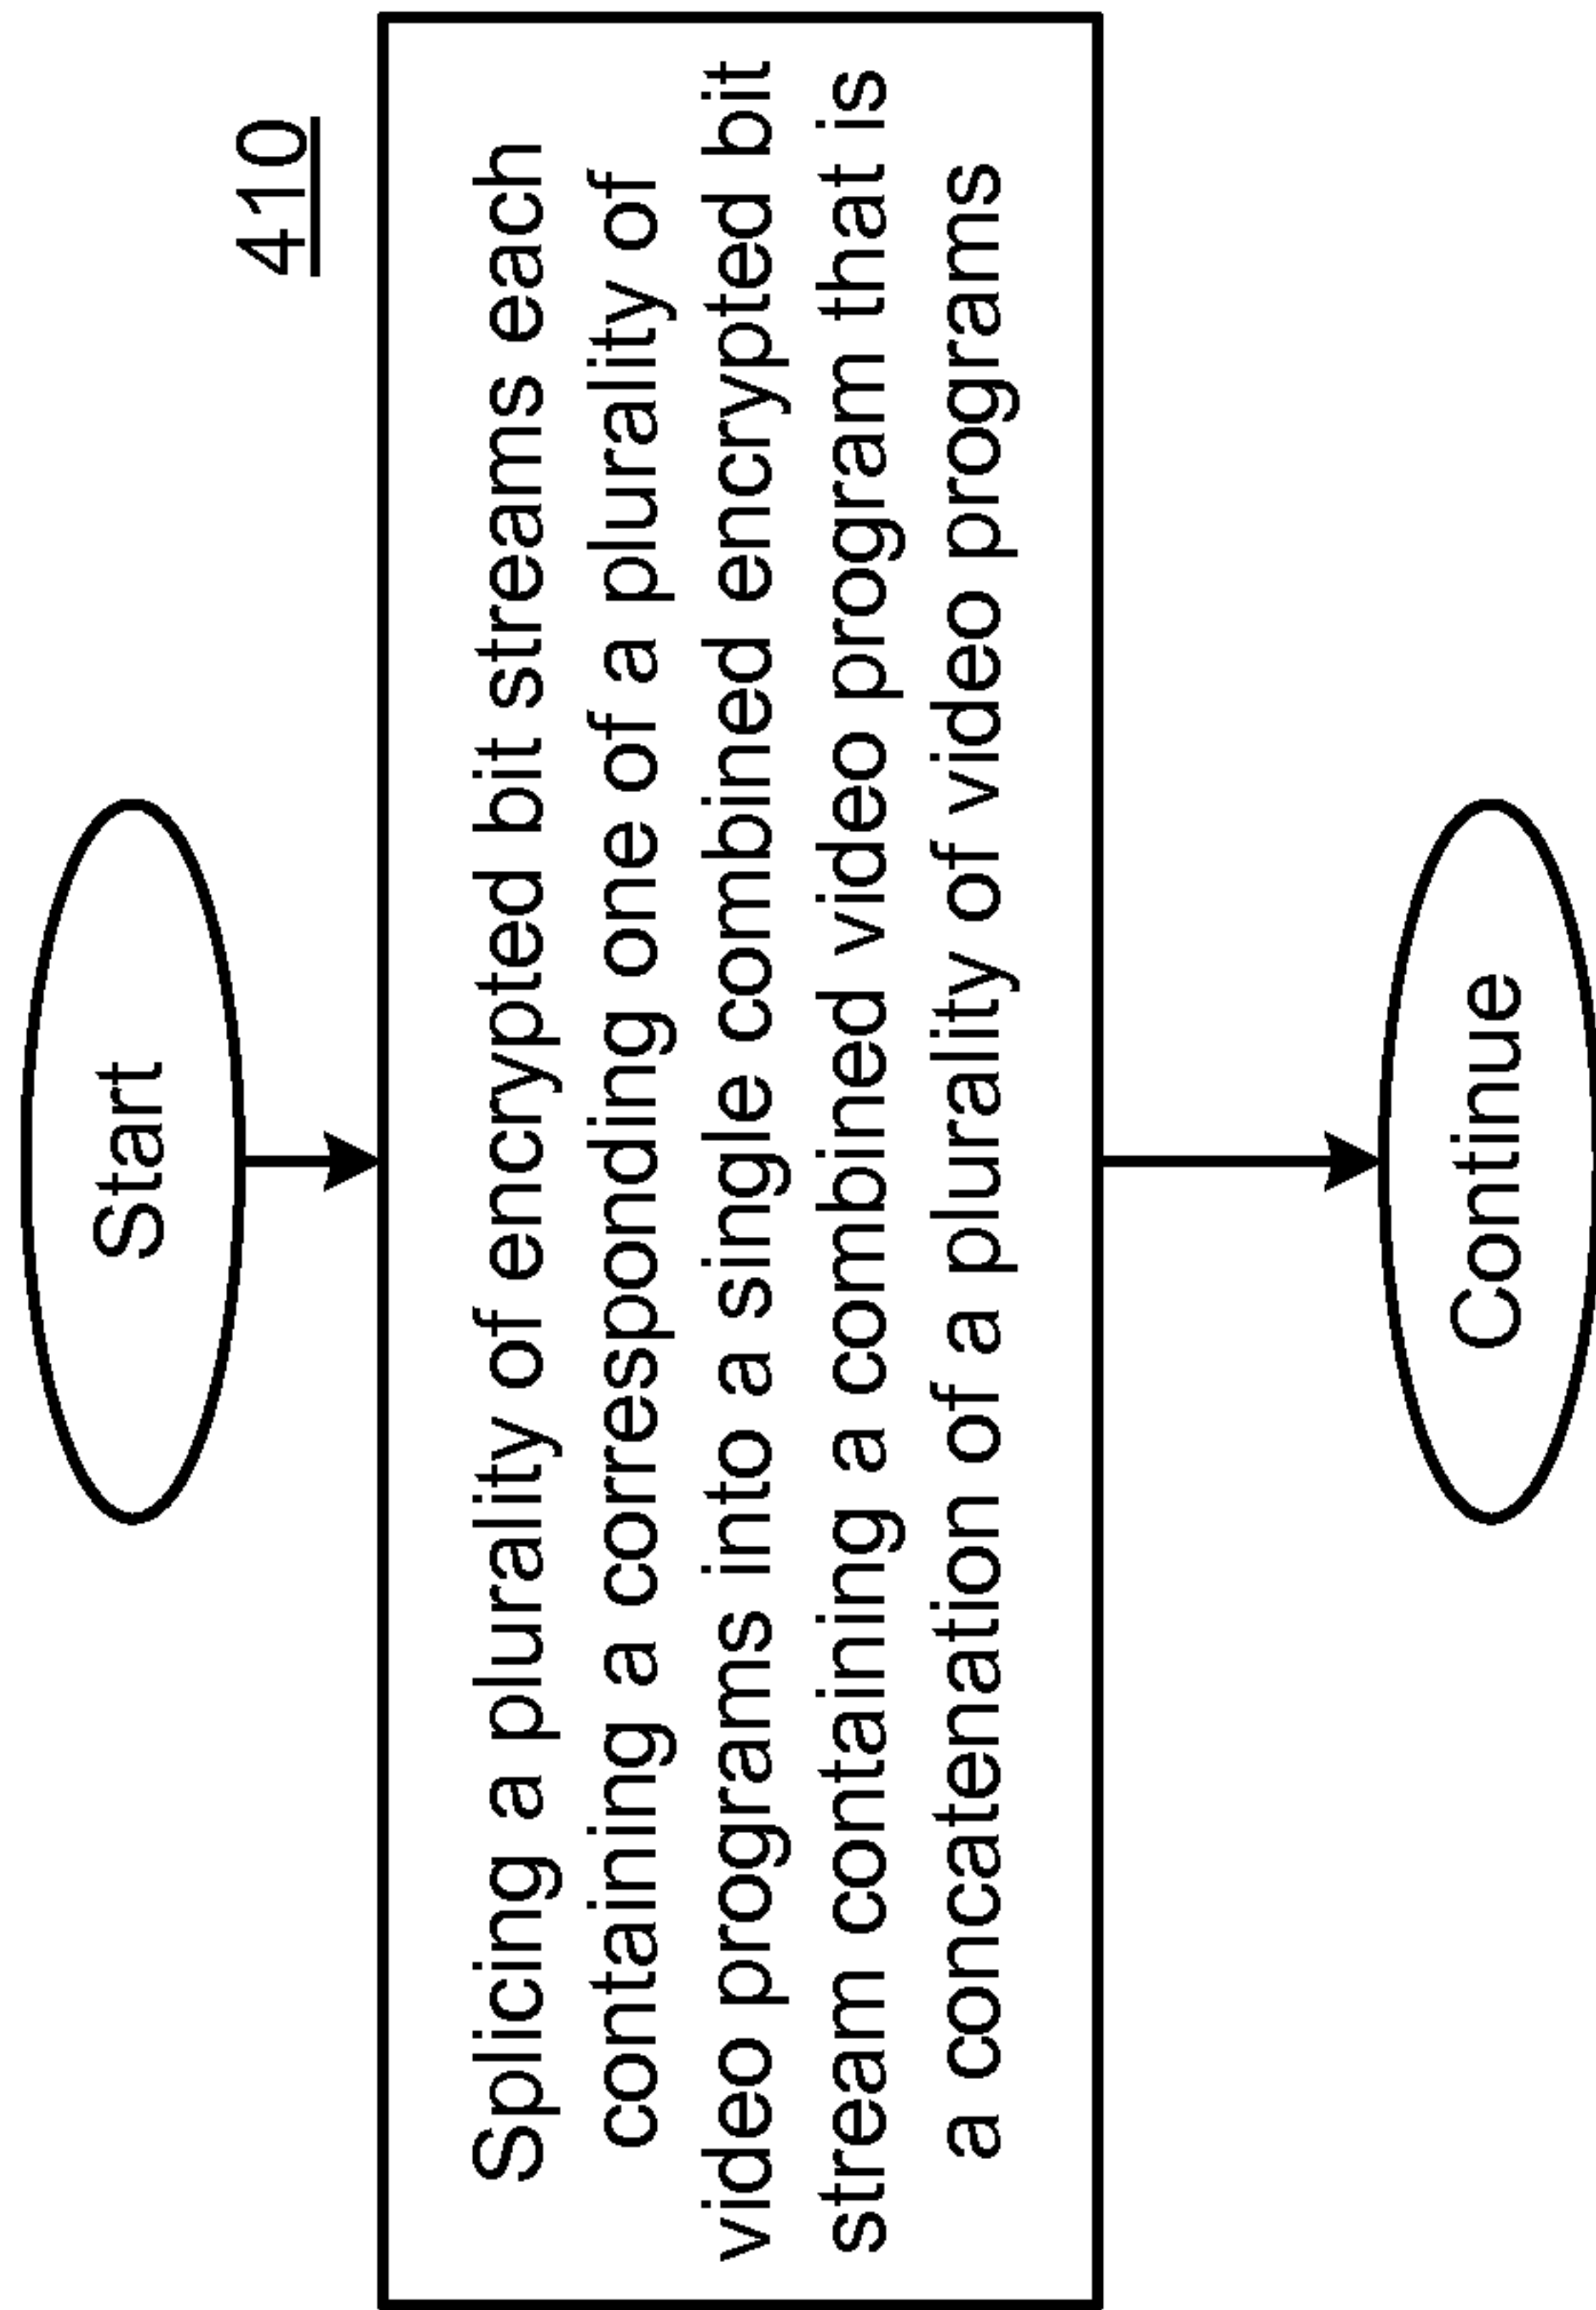 Start
410
Splicing a plurality of encrypted bit streams each
containing a corresponding one of a plurality of
video programs into a single combined encrypted bit
stream containing a combined video program that is
a concatenation of a plurality of video programs
Continue